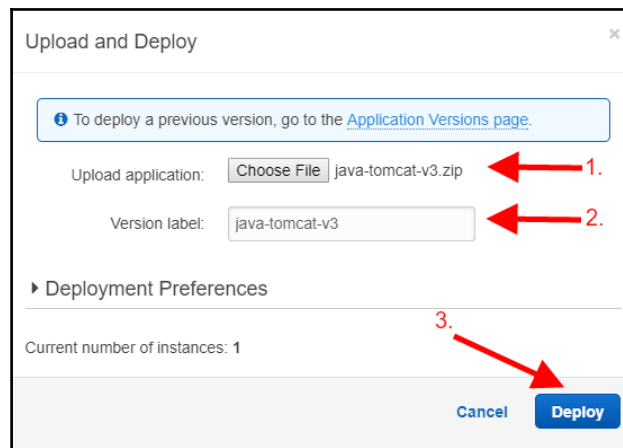 Upload and Deploy ×
To deploy a previous version, go to the Application Versions page.
Upload application: Choose File java-tomcat-v3.zip 1.
Version label: java-tomcat-v3 2.
Deployment Preferences
3.
Current number of instances: 1
Cancel Deploy